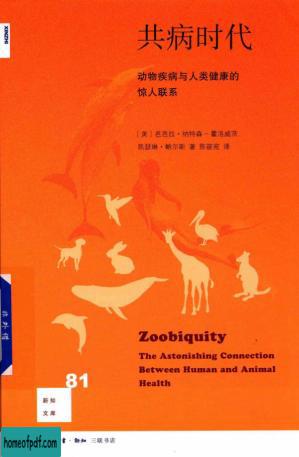 XINZHI
共病时代
动物疾病与人类健康的
惊人联系
[美] 芭芭拉·纳特森-霍洛威茨
凯瑟琳·鲍尔斯 著 陈筱宛 译
Zoobiquity
The Astonishing Connection
Between Human and Animal
Health
81
新知
文库
homeofpdf.com
三联书店